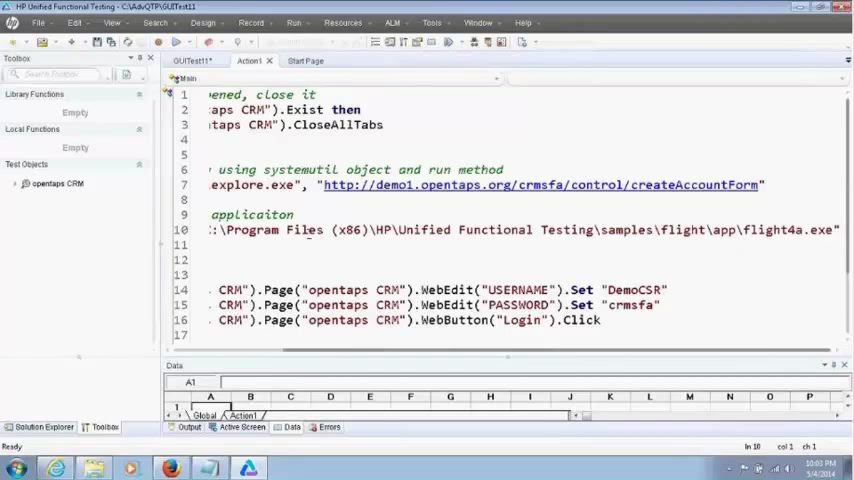 HP Unified Functional Testing - C:\AdvQTP\GUITest11
File Edit View Search Design Record Run Resources ALM Tools Window Help
Toolbox
GUITest11* Action1 Start Page
Search Toolbox
Main
Library Functions
Empty
Local Functions
Empty
Test Objects
opentaps CRM
1 ened, close it
2 taps CRM").Exist then
3 ntaps CRM").CloseAllTabs
4
5
6 using systemutil object and run method
7 explore.exe", "http://demo1.opentaps.org/crmsfa/control/createAccountForm"
8
9 applicaiton
10 C:\Program Files (x86)\HP\Unified Functional Testing\samples\flight\app\flight4a.exe"
11
12
13
14 . CRM").Page("opentaps CRM").WebEdit("USERNAME").Set "DemoCSR"
15 . CRM").Page("opentaps CRM").WebEdit("PASSWORD").Set "crmsfa"
16 . CRM").Page("opentaps CRM").WebButton("Login").Click
17
Data
A1
A B C D E F G H I J K L M N O P
1
Global Action1
Solution Explorer Toolbox Output Active Screen Data Errors
Ready ln 10 col 1 ch 1
10:03 PM
5/4/2014